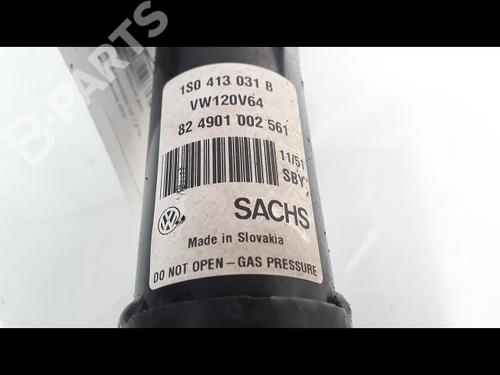 1S0 413 031 B
VW120V64
82 4901 002 561
11/51
SBY
SACHS
Made in Slovakia
DO NOT OPEN – GAS PRESSURE
B-PARTS